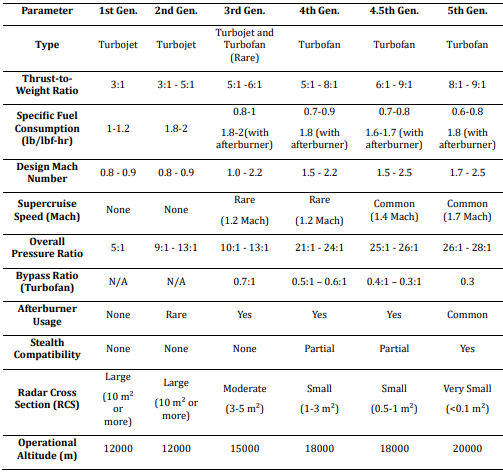 Parameter 1st Gen. 2nd Gen. 3rd Gen. 4th Gen. 4.5th Gen. 5th Gen.
Type Turbojet Turbojet Turbojet and Turbofan (Rare) Turbofan Turbofan Turbofan
Thrust-to-Weight Ratio 3:1 3:1 - 5:1 5:1 -6:1 5:1 - 8:1 6:1 - 9:1 8:1 - 9:1
Specific Fuel Consumption (lb/lbf-hr) 1-1.2 1.8-2 0.8-1 1.8-2(with afterburner) 0.7-0.9 1.8 (with afterburner) 0.7-0.8 1.6-1.7 (with afterburner) 0.6-0.8 1.8 (with afterburner)
Design Mach Number 0.8 - 0.9 0.8 - 0.9 1.0 - 2.2 1.5 - 2.2 1.5 - 2.5 1.7 - 2.5
Supercruise Speed (Mach) None None Rare (1.2 Mach) Rare (1.2 Mach) Common (1.4 Mach) Common (1.7 Mach)
Overall Pressure Ratio 5:1 9:1 - 13:1 10:1 - 13:1 21:1 - 24:1 25:1 - 26:1 26:1 - 28:1
Bypass Ratio (Turbofan) N/A N/A 0.7:1 0.5:1 – 0.6:1 0.4:1 – 0.3:1 0.3
Afterburner Usage None Rare Yes Yes Yes Common
Stealth Compatibility None None None Partial Partial Yes
Radar Cross Section (RCS) Large (10 m² or more) Large (10 m² or more) Moderate (3-5 m²) Small (1-3 m²) Small (0.5-1 m²) Very Small (<0.1 m²)
Operational Altitude (m) 12000 12000 15000 18000 18000 20000